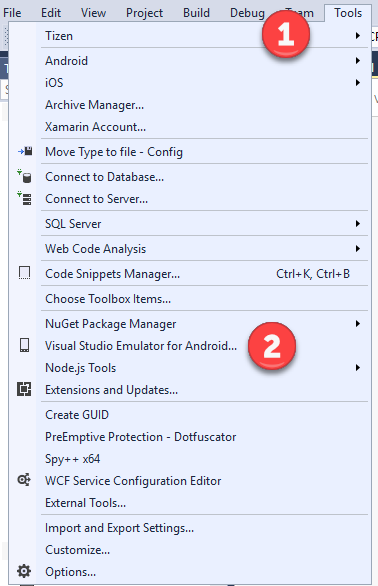 File Edit View Project Build Debug Team Tools
1
Tizen
Android
iOS
Archive Manager...
Xamarin Account...
Move Type to file - Config
Connect to Database...
Connect to Server...
SQL Server
Web Code Analysis
Code Snippets Manager... Ctrl+K, Ctrl+B
Choose Toolbox Items...
NuGet Package Manager
Visual Studio Emulator for Android...
2
Node.js Tools
Extensions and Updates...
Create GUID
PreEmptive Protection - Dotfuscator
Spy++ x64
WCF Service Configuration Editor
External Tools...
Import and Export Settings...
Customize...
Options...